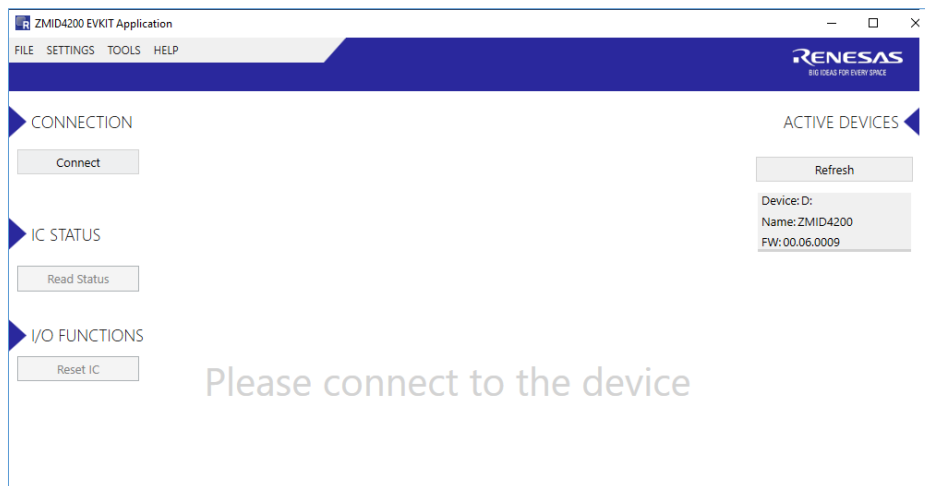 ZMID4200 EVKIT Application
FILE SETTINGS TOOLS HELP
RENESAS
BIG IDEAS FOR EVERY SPACE
CONNECTION
ACTIVE DEVICES
Connect
Refresh
Device: D:
Name: ZMID4200
FW: 00.06.0009
IC STATUS
Read Status
I/O FUNCTIONS
Reset IC
Please connect to the device